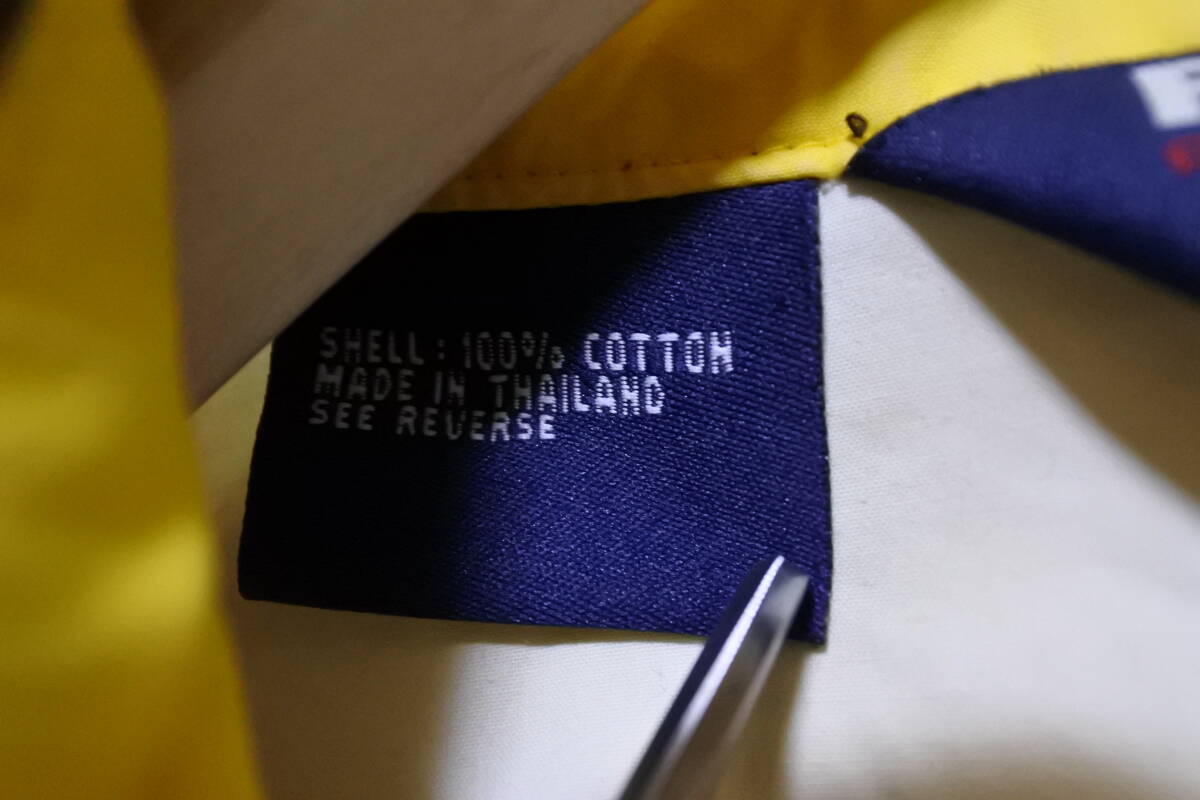 SHELL: 100% COTTON
MADE IN THAILAND
SEE REVERSE